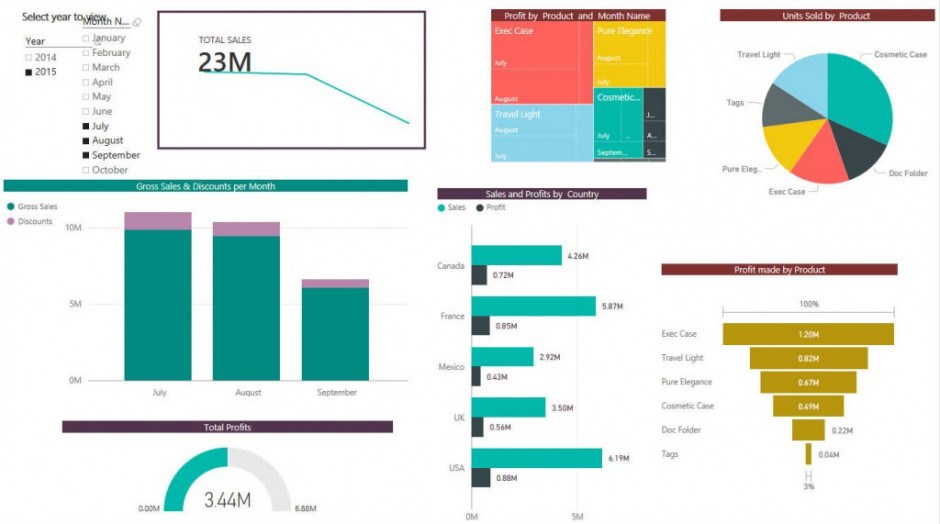 Select year to view
Month N...
Year
2014
2015
January
February
March
April
May
June
July
August
September
October
TOTAL SALES
23M
Profit by Product and Month Name
Exec Case
July
August
Travel Light
August
July
Pure Elegance
August
July
Cosmetic...
July
...
Septem...
J...
A...
S...
Units Sold by Product
Travel Light
Cosmetic Case
Tags
Pure Eleg...
Exec Case
Doc Folder
Gross Sales & Discounts per Month
Gross Sales
Discounts
10M
5M
0M
July
August
September
Sales and Profits by Country
Sales
Profit
Canada
4.26M
0.72M
France
5.87M
0.85M
Mexico
2.92M
0.43M
UK
3.50M
0.56M
USA
6.19M
0.88M
0M
5M
Profit made by Product
100%
Exec Case
1.20M
Travel Light
0.82M
Pure Elegance
0.67M
Cosmetic Case
0.49M
Doc Folder
0.22M
Tags
0.04M
3%
Total Profits
0.00M
3.44M
6.88M